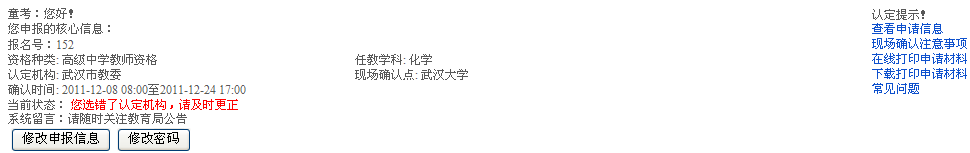 童考：您好！
您申报的核心信息：
报名号：152
资格种类: 高级中学教师资格
任教学科: 化学
认定机构: 武汉市教委
现场确认点: 武汉大学
确认时间: 2011-12-08 08:00至2011-12-24 17:00
当前状态： 您选错了认定机构，请及时更正
系统留言：请随时关注教育局公告
修改申报信息
修改密码
认定提示！
查看申请信息
现场确认注意事项
在线打印申请材料
下载打印申请材料
常见问题